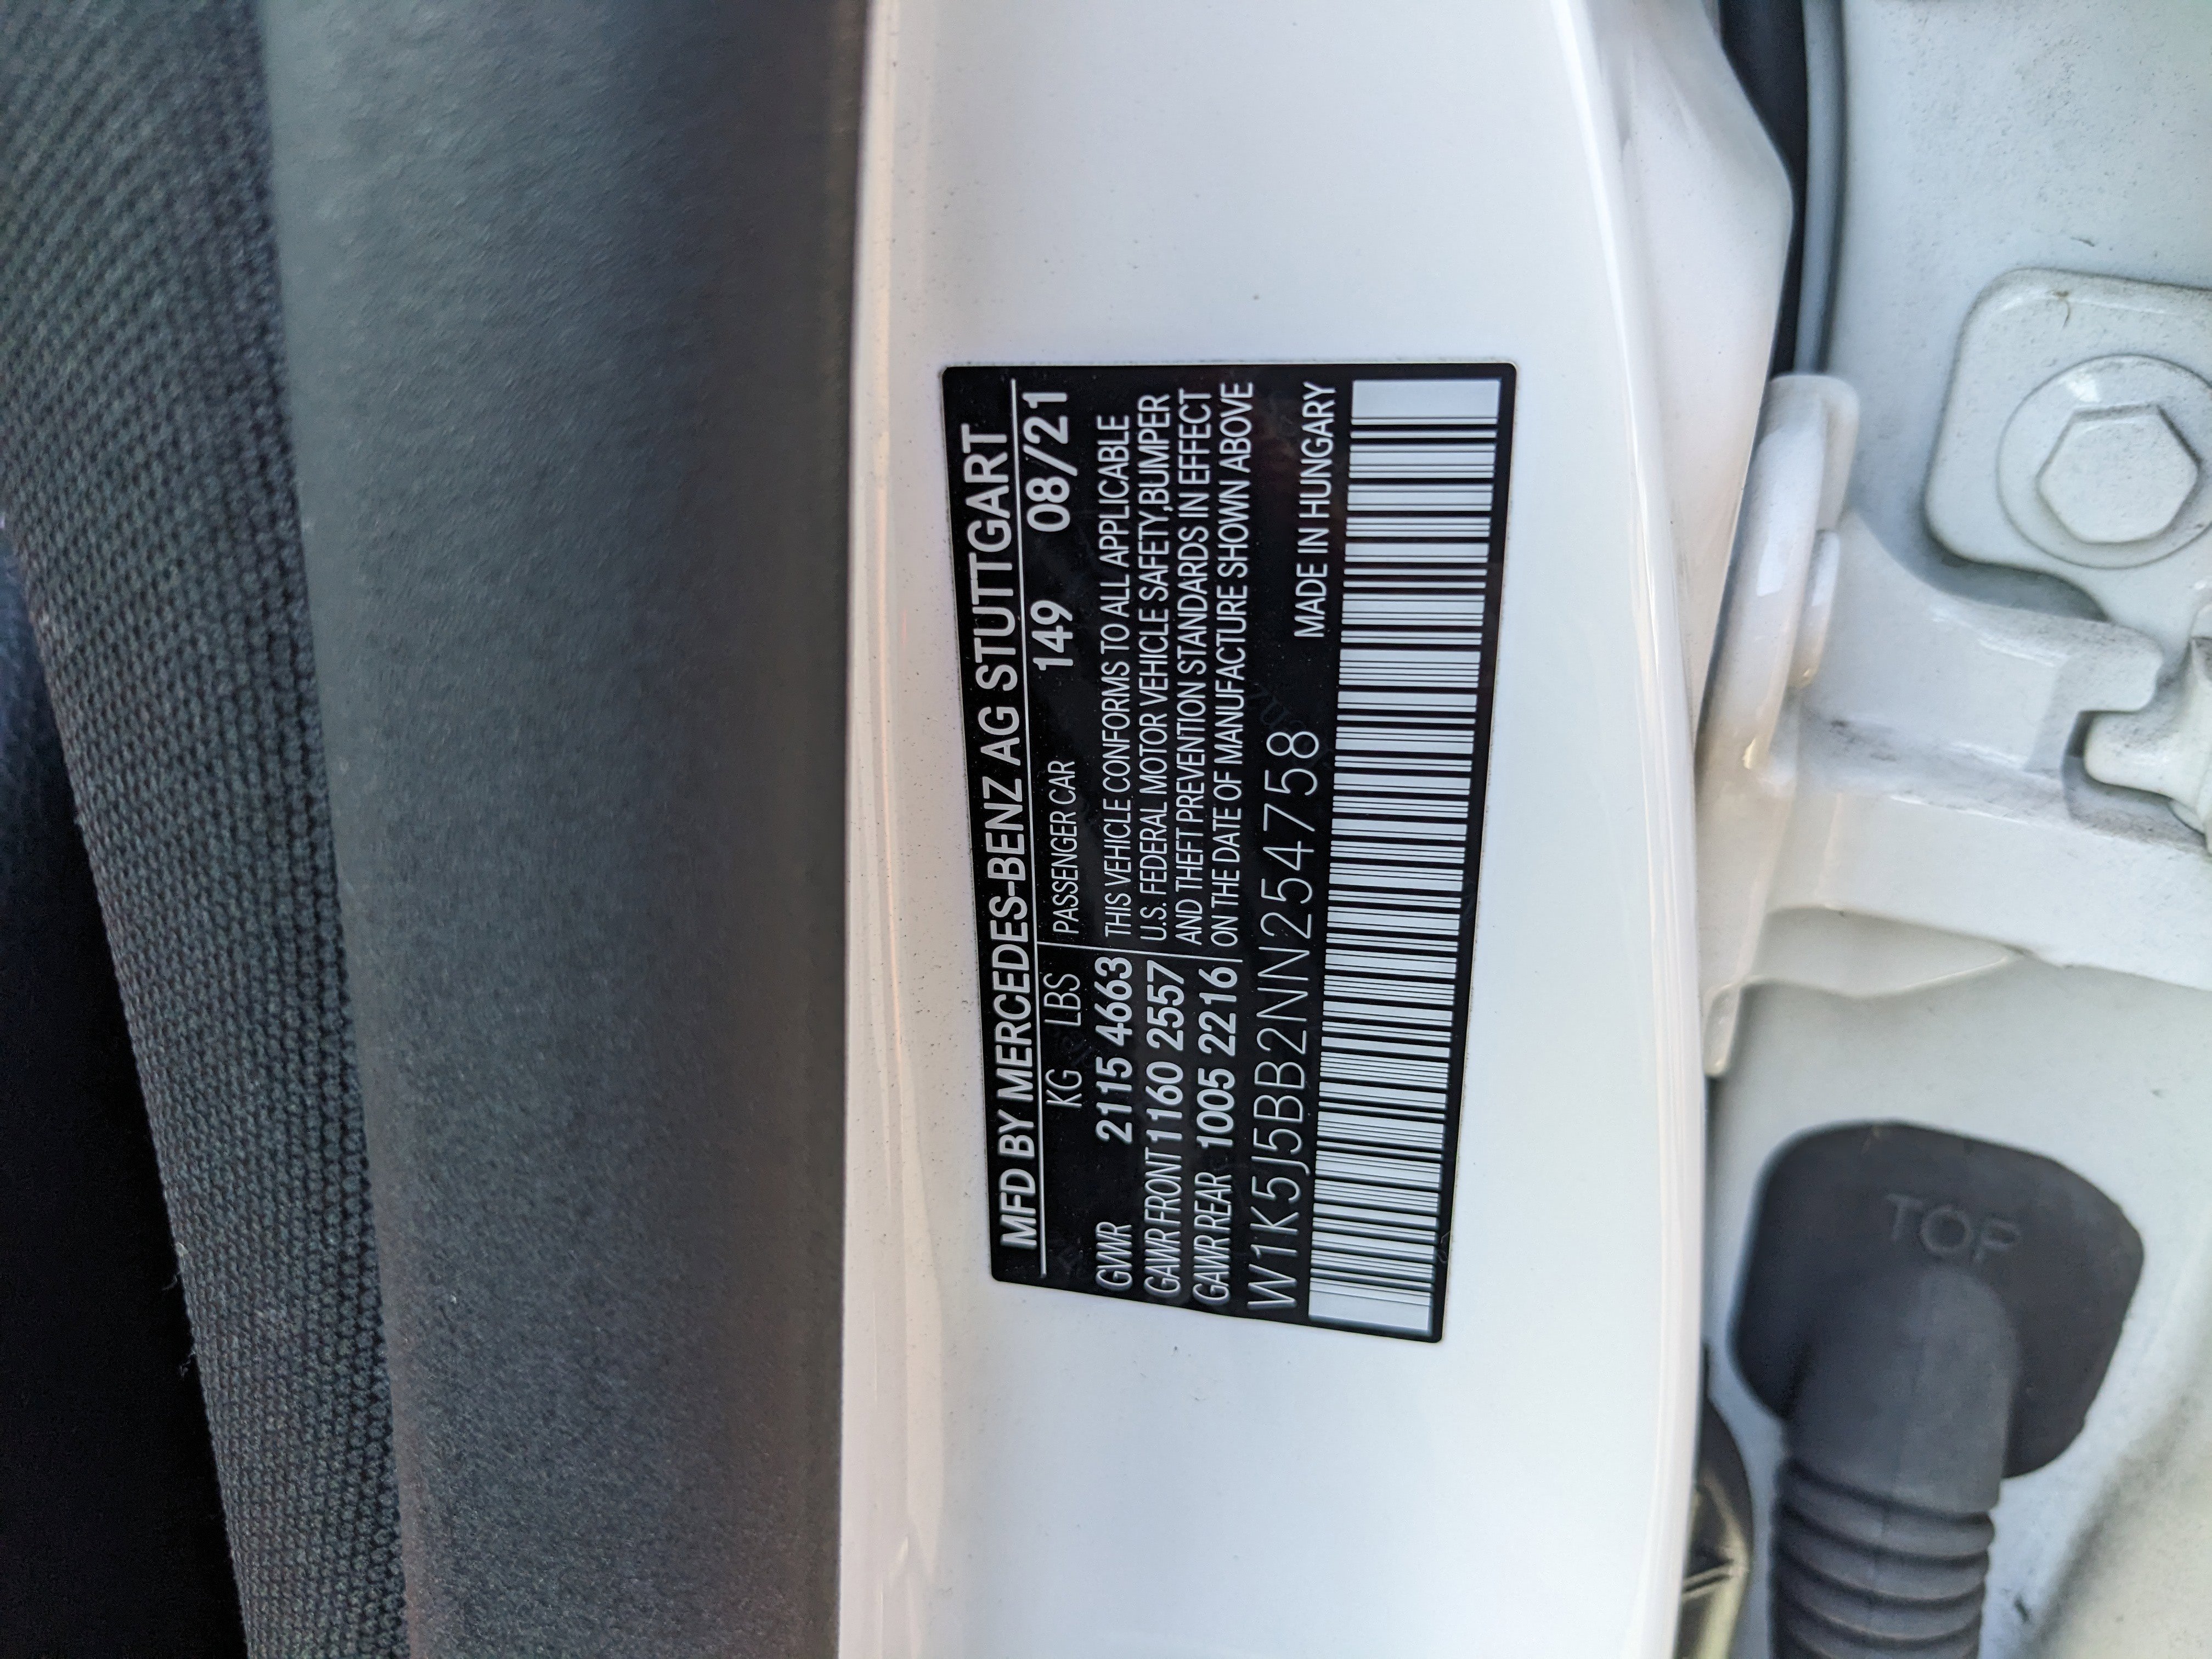 MFD BY MERCEDES-BENZ AG STUTTGART
KG LBS PASSENGER CAR 149 08/21
GVWR 2115 4663 THIS VEHICLE CONFORMS TO ALL APPLICABLE
GAWR FRONT 1160 2557 U.S. FEDERAL MOTOR VEHICLE SAFETY,BUMPER
GAWR REAR 1005 2216 AND THEFT PREVENTION STANDARDS IN EFFECT
ON THE DATE OF MANUFACTURE SHOWN ABOVE
W1K5J5BB2NN254758 MADE IN HUNGARY
TOP